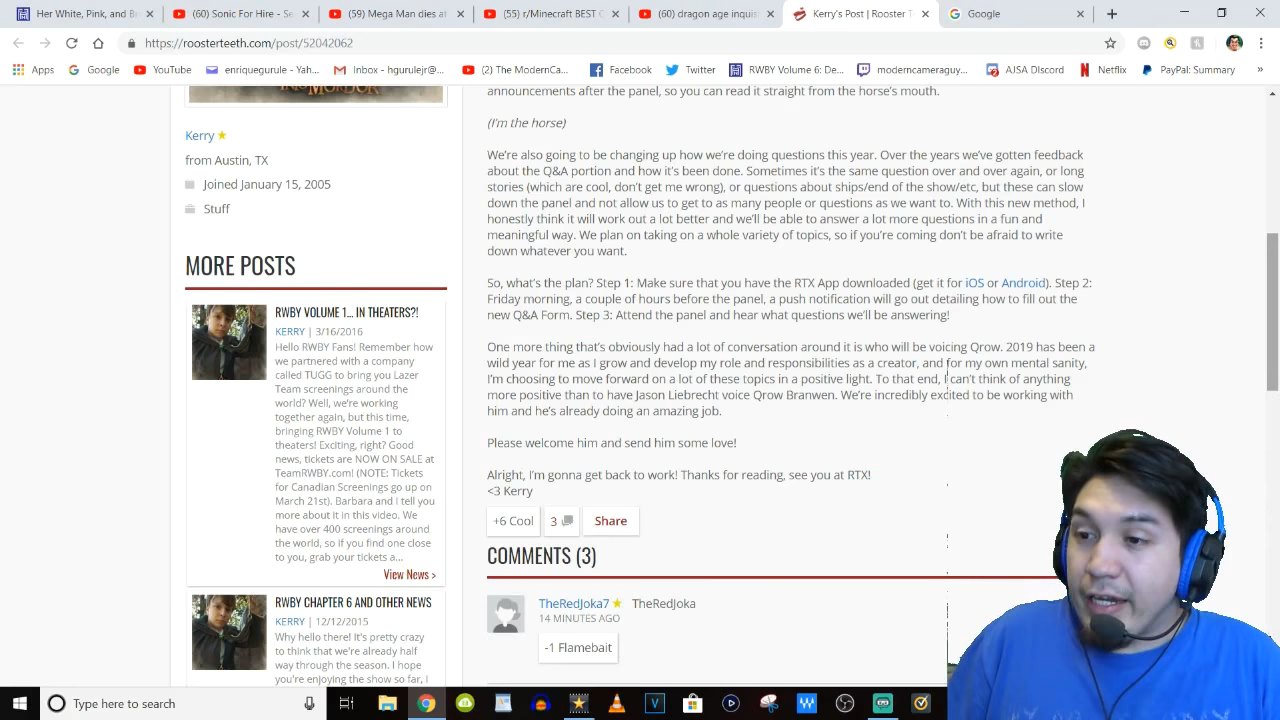 Her White, Pink, and B
(60) Sonic For Hire - Se
(59) Mega Man dies at
(55) r/Minecraft BEST
(60) dragon age inquis
Kerry's Post | Rooster T
Google
https://roosterteeth.com/post/52042062
Apps
Google
YouTube
enriquegurule - Yah...
Inbox - hgurulejr@...
(2) The ModernCa...
Facebook
Twitter
RWBY Volume 6: De...
moderncameraguy...
AJSA DIscord
Netflix
PayPal: Summary
»
INTO MORDOR
Kerry
from Austin, TX
Joined January 15, 2005
Stuff
MORE POSTS
RWBY VOLUME 1... IN THEATERS?!
KERRY | 3/16/2016
Hello RWBY Fans! Remember how
we partnered with a company
called TUGG to bring you Lazer
Team screenings around the
world? Well, we're working
together again, but this time,
bringing RWBY Volume 1 to
theaters! Exciting, right? Good
news, tickets are NOW ON SALE at
TeamRWBY.com! (NOTE: Tickets
for Canadian Screenings go up on
March 21st). Barbara and I tell you
more about it in this video. We
have over 400 screenings around
the world, so if you find one close
to you, grab your tickets a...
View News >
RWBY CHAPTER 6 AND OTHER NEWS
KERRY | 12/12/2015
Why hello there! It's pretty crazy
to think that we're already half
way through the season. I hope
you're enjoying the show so far, I
announcements after the panel, so you can read it straight from the horse's mouth.
(I'm the horse)
We're also going to be changing up how we're doing questions this year. Over the years we've gotten feedback
about the Q&A portion and how it's been done. Sometimes it's the same question over and over again, or long
stories (which are cool, don't get me wrong), or questions about ships/end of the show/etc, but these can slow
down the panel and not allow us to get to as many people or questions as we want to. With this new method, I
honestly think it will work out a lot better and we'll be able to answer a lot more questions in a fun and
meaningful way. We plan on taking on a whole variety of topics, so if you're coming don't be afraid to write
down whatever you want.
So, what's the plan? Step 1: Make sure that you have the RTX App downloaded (get it for iOS or Android). Step 2:
Friday morning, a couple of hours before the panel, a push notification will go out detailing how to fill out the
new Q&A Form. Step 3: Attend the panel and hear what questions we'll be answering!
One more thing that's obviously had a lot of conversation around it is who will be voicing Qrow. 2019 has been a
wild year for me as I grow and develop my role and responsibilities as a creator, and for my own mental sanity,
I'm choosing to move forward on a lot of these topics in a positive light. To that end, I can't think of anything
more positive than to have Jason Liebrecht voice Qrow Branwen. We're incredibly excited to be working with
him and he's already doing an amazing job.
Please welcome him and send him some love!
Alright, I'm gonna get back to work! Thanks for reading, see you at RTX!
<3 Kerry
+6 Cool
3
Share
COMMENTS (3)
TheRedJoka7 TheRedJoka
14 MINUTES AGO
-1 Flamebait
Type here to search